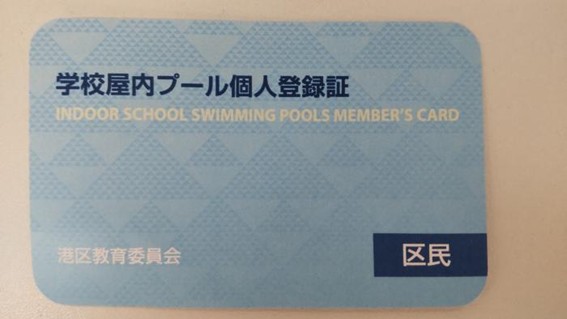 学校屋内プール個人登録証
INDOOR SCHOOL SWIMMING POOLS MEMBER'S CARD
港区教育委員会
区民